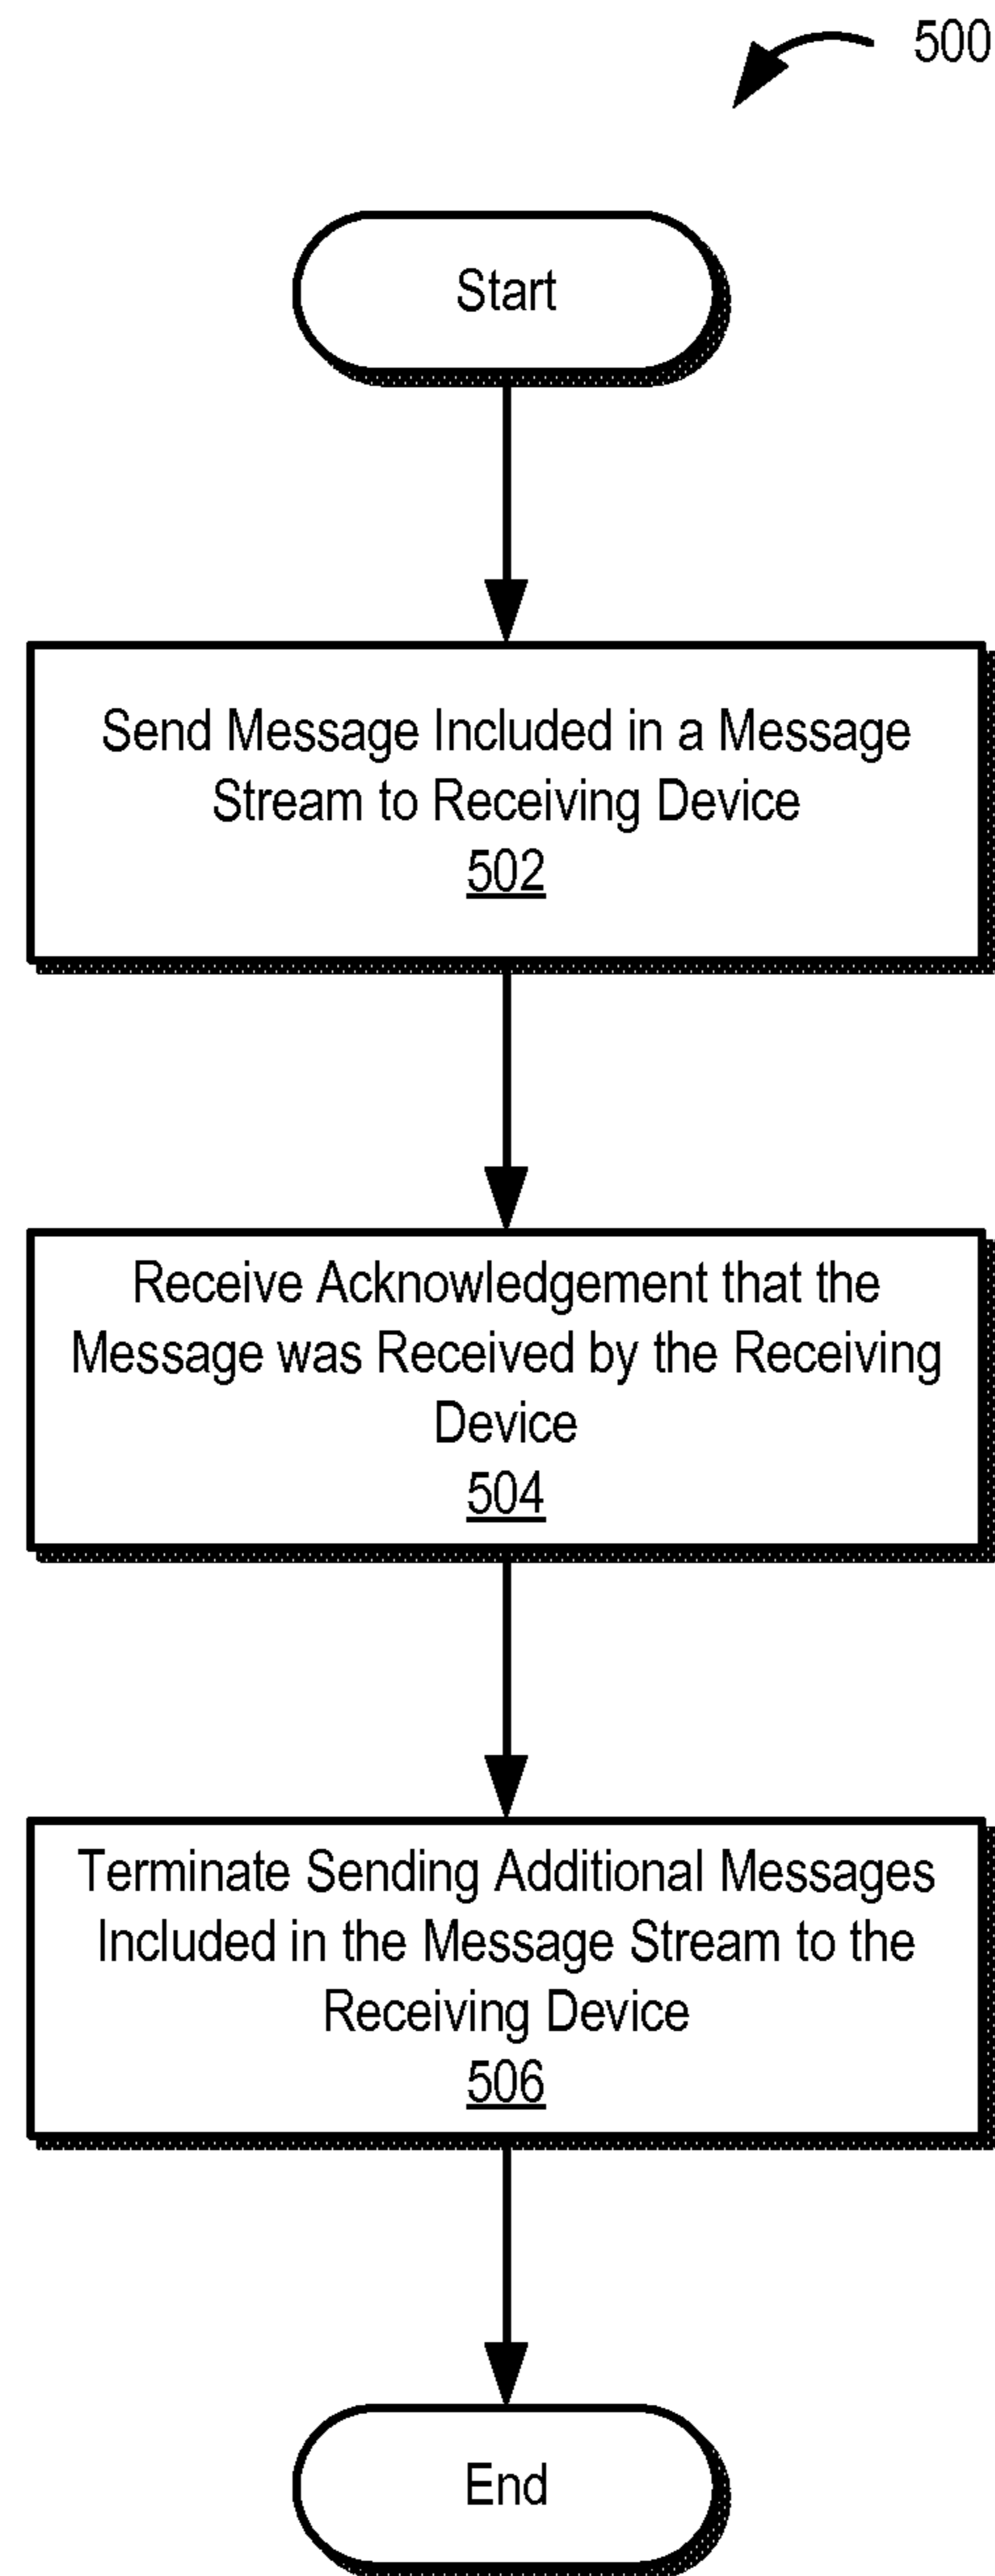 500
Start
Send Message Included in a Message
Stream to Receiving Device
502
Receive Acknowledgement that the
Message was Received by the Receiving
Device
504
Terminate Sending Additional Messages
Included in the Message Stream to the
Receiving Device
506
End